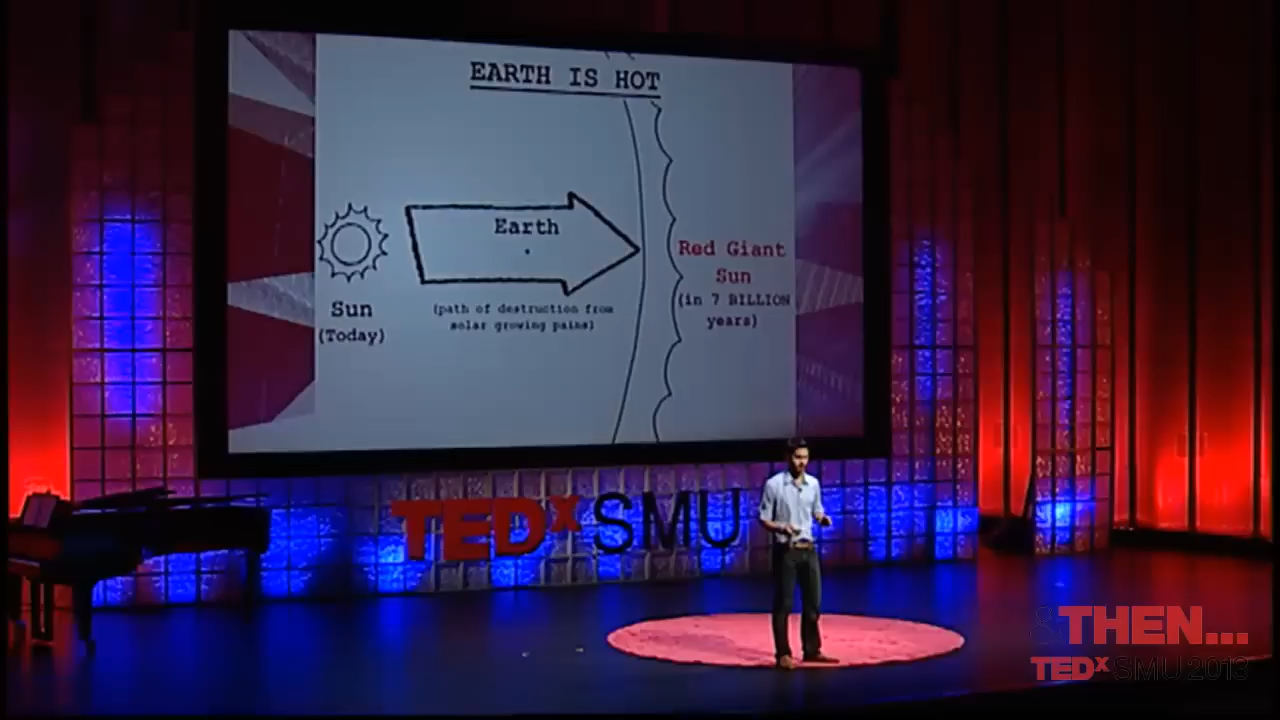 EARTH IS HOT
Earth
Sun
(Today)
(path of destruction from
solar growing pains)
Red Giant
Sun
(in 7 BILLION
years)
TEDx SMU
&THEN...
TEDx SMU 2013